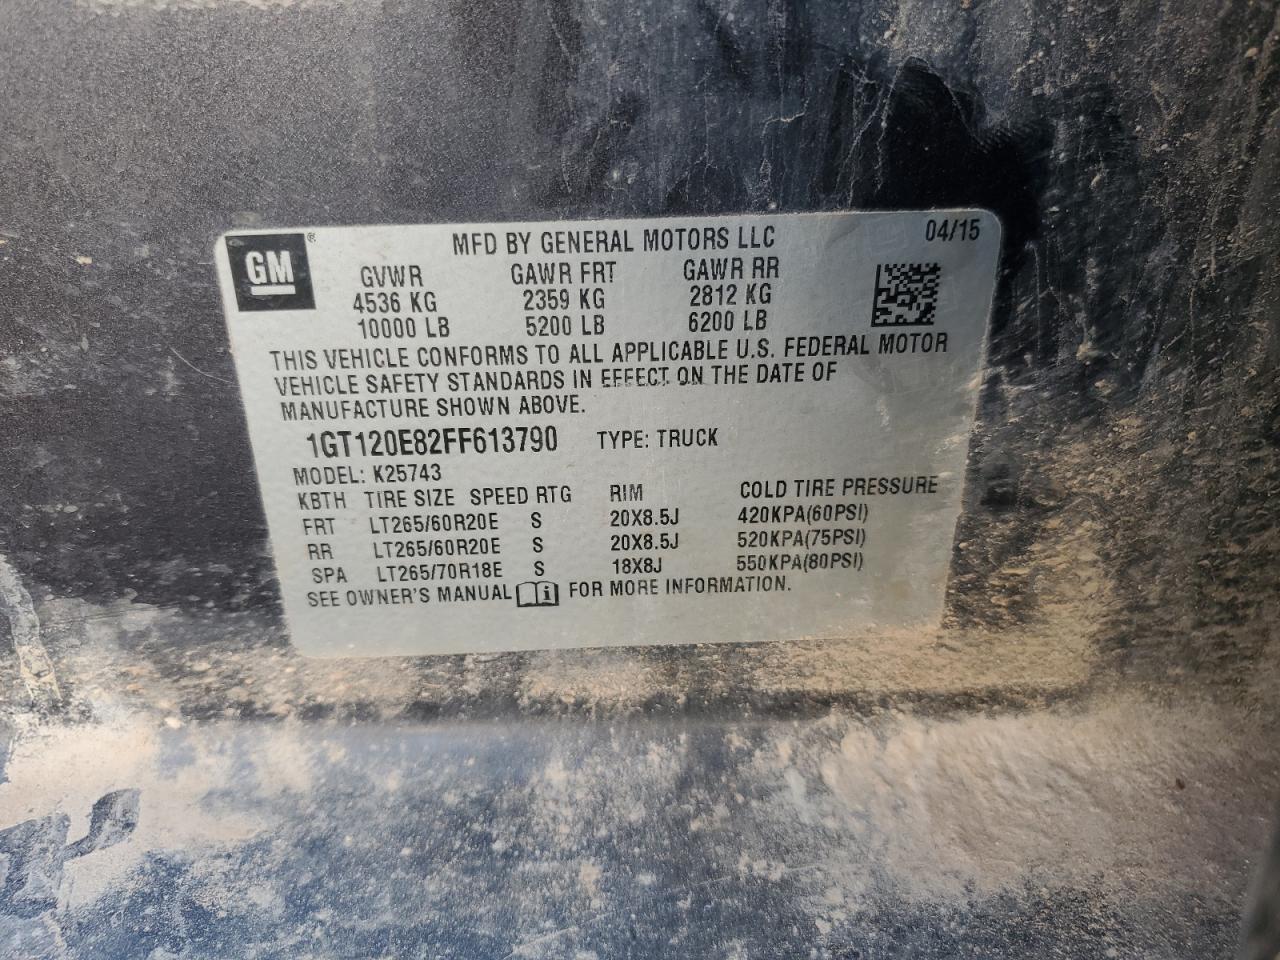 GM ® MFD BY GENERAL MOTORS LLC 04/15
GVWR GAWR FRT GAWR RR
4536 KG 2359 KG 2812 KG
10000 LB 5200 LB 6200 LB
THIS VEHICLE CONFORMS TO ALL APPLICABLE U.S. FEDERAL MOTOR
VEHICLE SAFETY STANDARDS IN EFFECT ON THE DATE OF
MANUFACTURE SHOWN ABOVE.
1GT120E82FF613790 TYPE: TRUCK
MODEL: K25743
KBTH TIRE SIZE SPEED RTG RIM COLD TIRE PRESSURE
FRT LT265/60R20E S 20X8.5J 420KPA(60PSI)
RR LT265/60R20E S 20X8.5J 520KPA(75PSI)
SPA LT265/70R18E S 18X8J 550KPA(80PSI)
SEE OWNER'S MANUAL i FOR MORE INFORMATION.